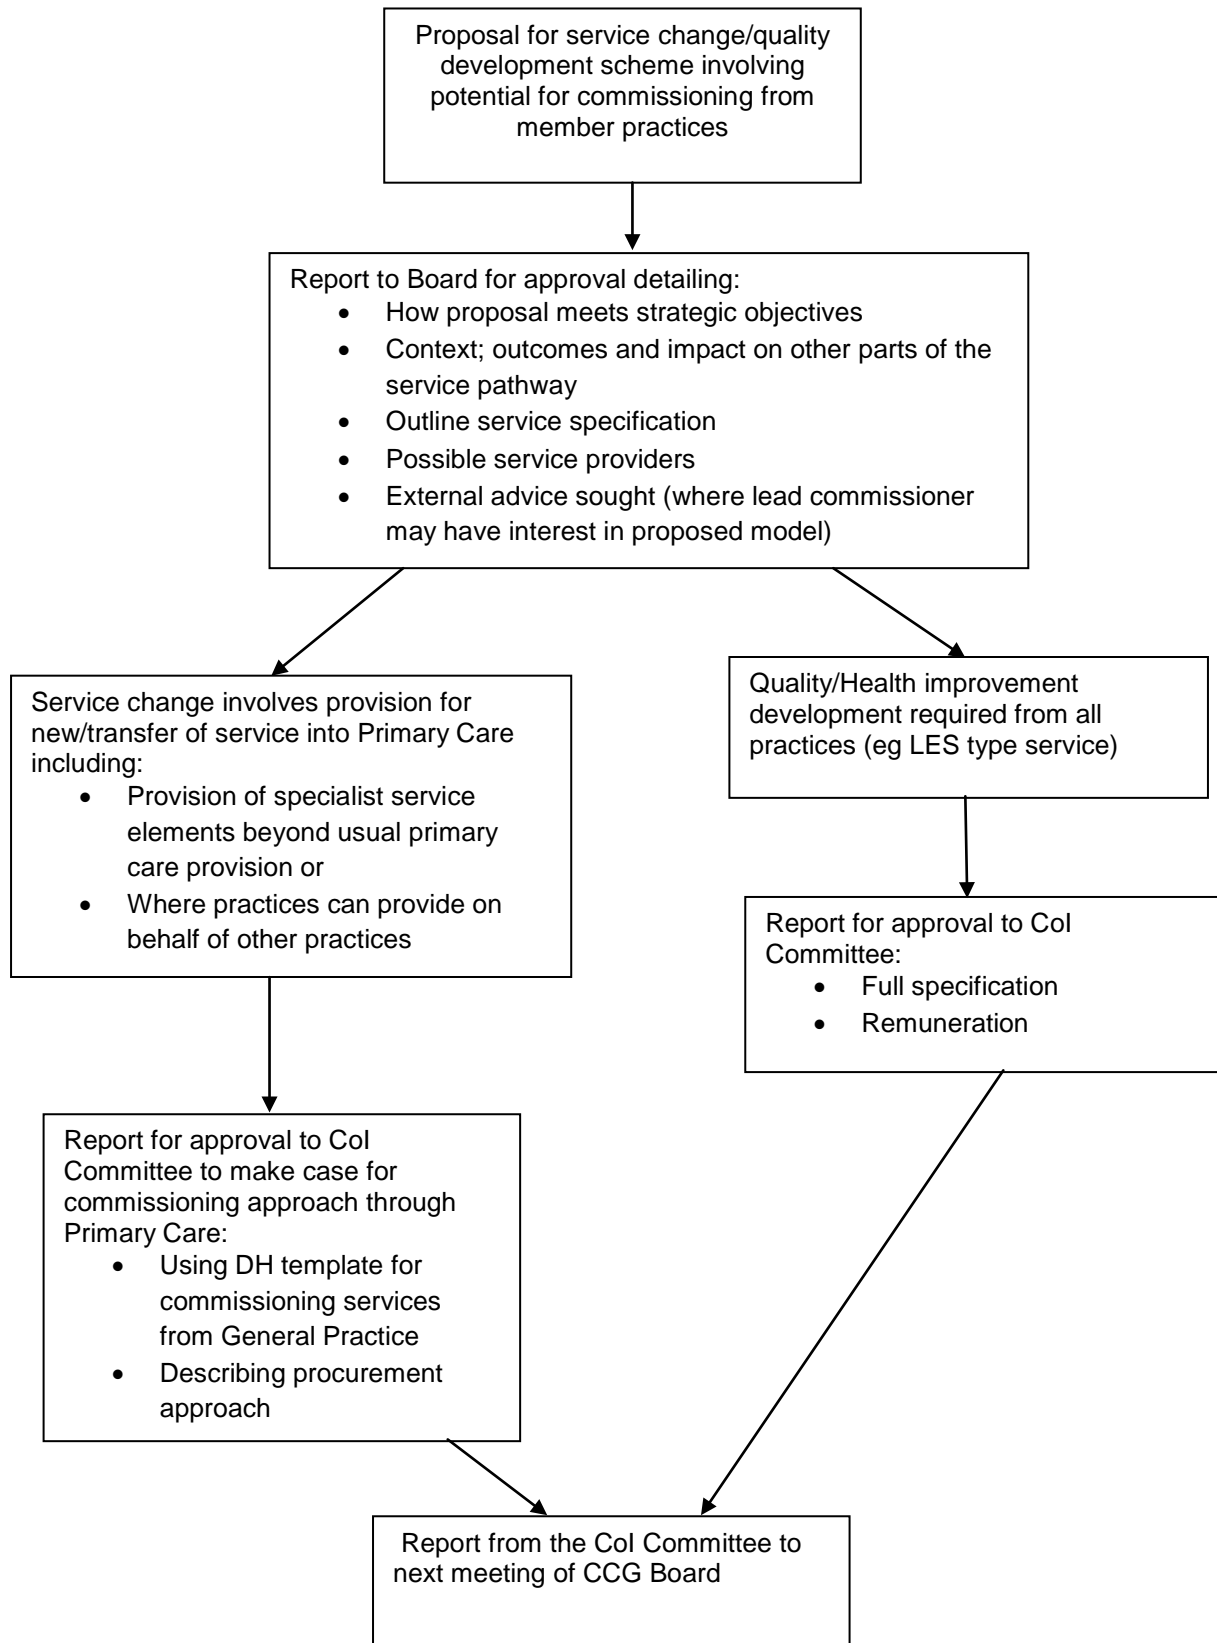 Proposal for service change/quality
development scheme involving
potential for commissioning from
member practices
Report to Board for approval detailing:
• How proposal meets strategic objectives
• Context; outcomes and impact on other parts of the
service pathway
• Outline service specification
• Possible service providers
• External advice sought (where lead commissioner
may have interest in proposed model)
Service change involves provision for
new/transfer of service into Primary Care
including:
• Provision of specialist service
elements beyond usual primary
care provision or
• Where practices can provide on
behalf of other practices
Quality/Health improvement
development required from all
practices (eg LES type service)
Report for approval to CoI
Committee:
• Full specification
• Remuneration
Report for approval to CoI
Committee to make case for
commissioning approach through
Primary Care:
• Using DH template for
commissioning services
from General Practice
• Describing procurement
approach
Report from the CoI Committee to
next meeting of CCG Board